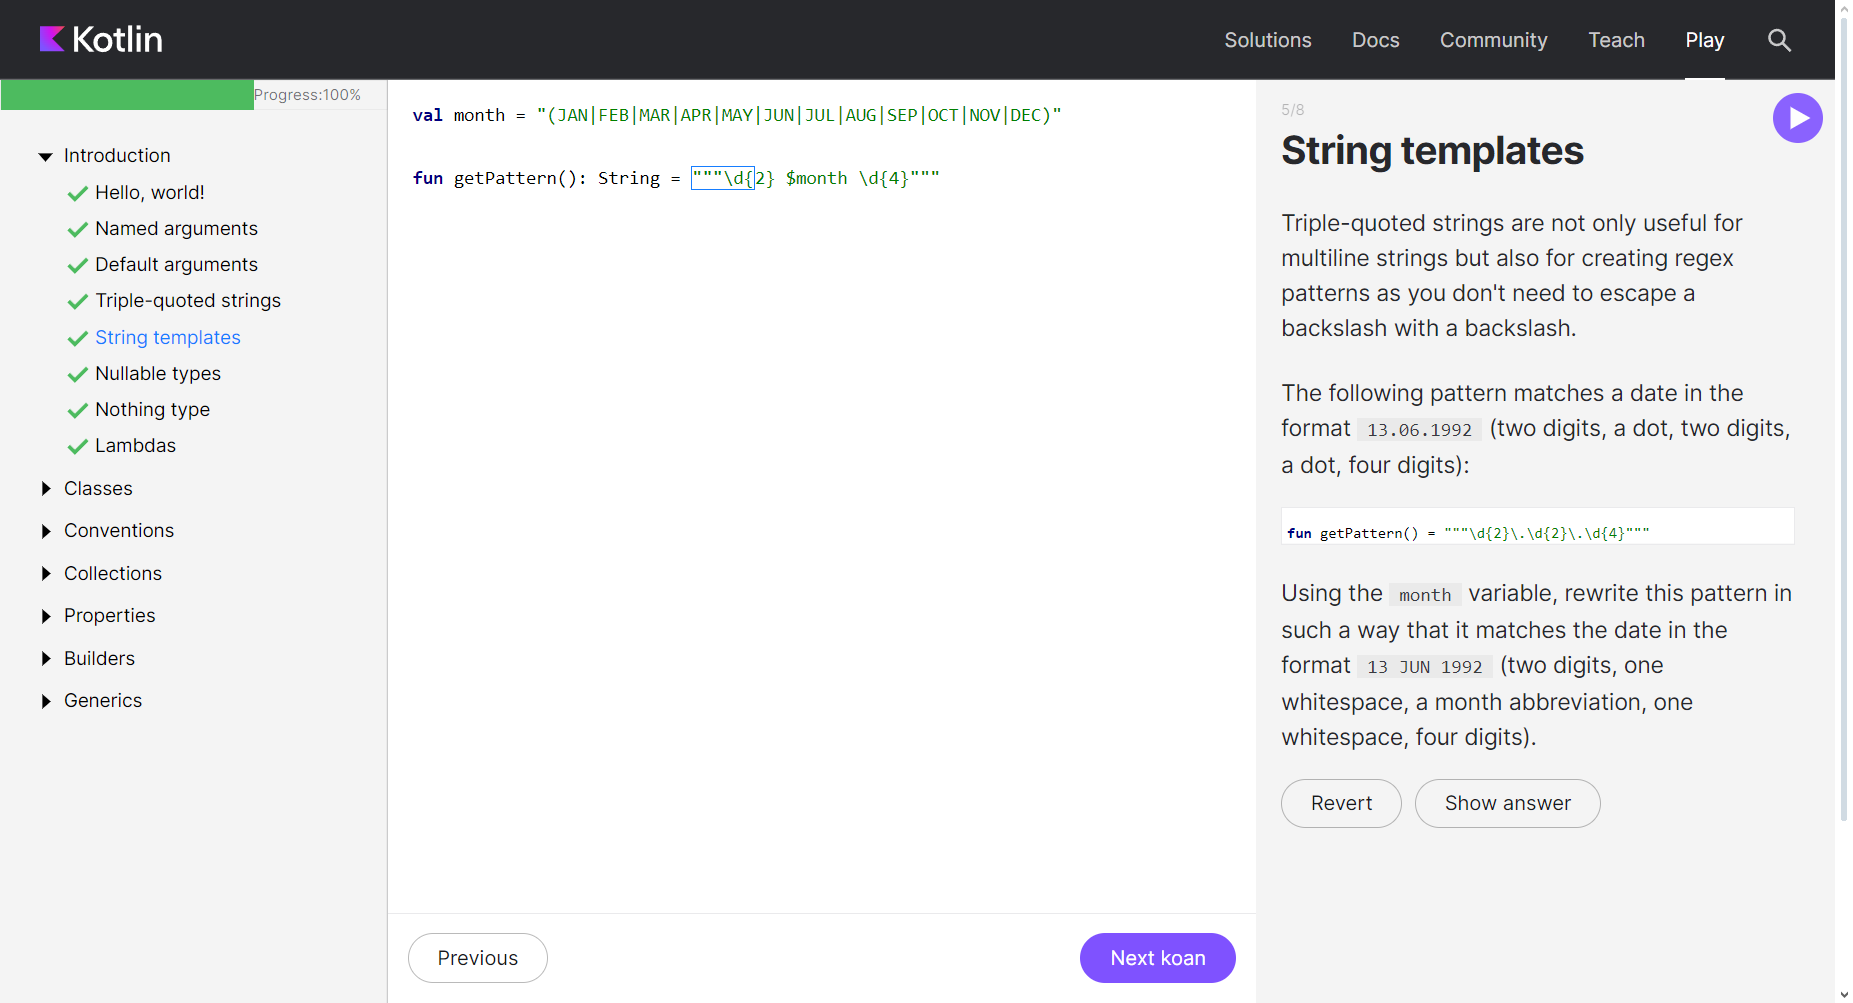 Kotlin
Solutions
Docs
Community
Teach
Play
Progress:100%
Introduction
Hello, world!
Named arguments
Default arguments
Triple-quoted strings
String templates
Nullable types
Nothing type
Lambdas
Classes
Conventions
Collections
Properties
Builders
Generics
val month = "(JAN|FEB|MAR|APR|MAY|JUN|JUL|AUG|SEP|OCT|NOV|DEC)"
fun getPattern(): String = """\d{2} $month \d{4}"""
Previous
Next koan
5/8
String templates
Triple-quoted strings are not only useful for
multiline strings but also for creating regex
patterns as you don't need to escape a
backslash with a backslash.
The following pattern matches a date in the
format 13.06.1992 (two digits, a dot, two digits,
a dot, four digits):
fun getPattern() = """\d{2}\.\d{2}\.\d{4}"""
Using the month variable, rewrite this pattern in
such a way that it matches the date in the
format 13 JUN 1992 (two digits, one
whitespace, a month abbreviation, one
whitespace, four digits).
Revert
Show answer